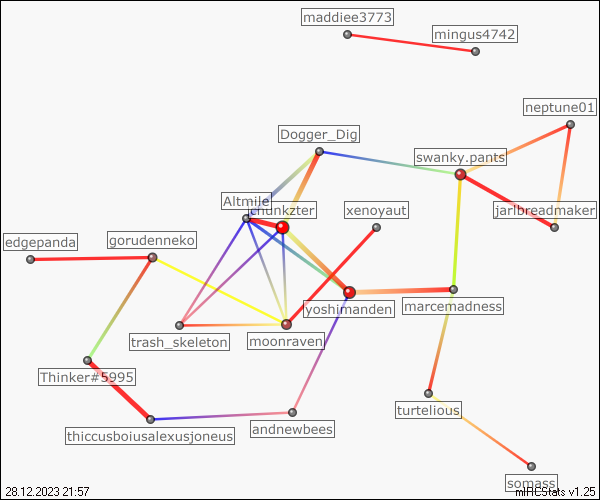 maddiee3773
mingus4742
neptune01
Dogger_Dig
swanky.pants
Altmile
chunkzter
xenoyaut
jarlbreadmaker
edgepanda
gorudenneko
yoshimanden
marcemadness
trash_skeleton
moonraven
Thinker#5995
turtelious
thiccusboiusalexusjoneus
andnewbees
somass
28.12.2023 21:57
mIRCStats v1.25